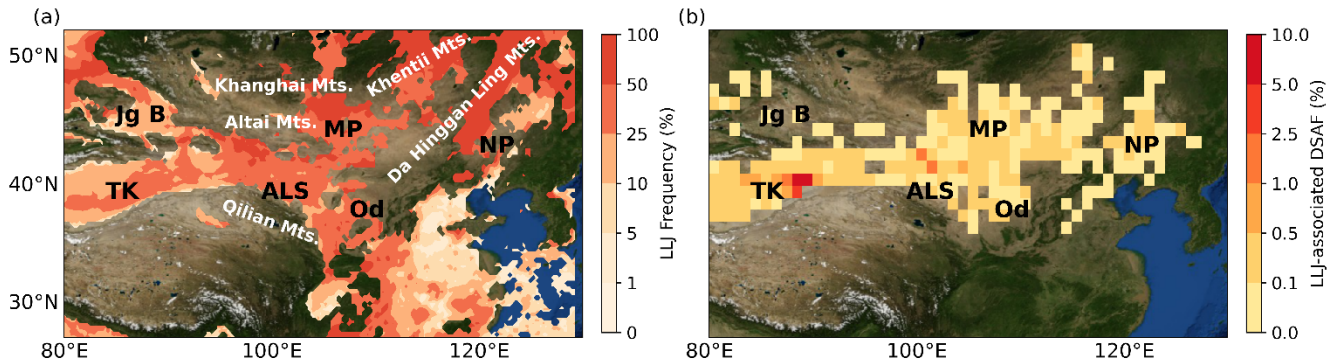 (a)
50°N
40°N
30°N
80°E
100°E
120°E
Khanghai Mts.
Khentii Mts.
Da Hinggan Ling Mts.
Jg B
Altai Mts.
MP
NP
TK
ALS
Qilian Mts.
Od
100
50
25
10
5
1
0
LLJ Frequency (%)
(b)
Jg B
MP
NP
TK
ALS
Od
80°E
100°E
120°E
10.0
5.0
1.0
0.5
0.1
0.0
LLJ-associated DSAF (%)